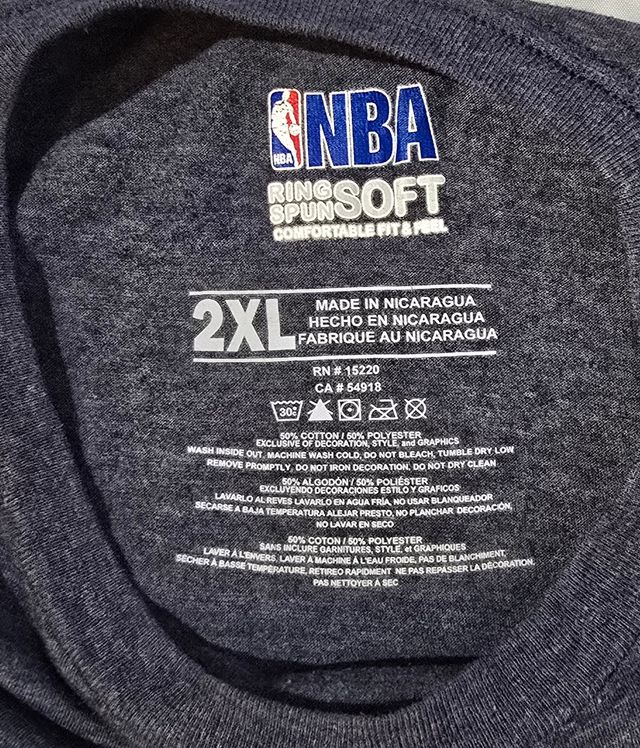 NBA
NBA
RING SPUN SOFT
COMFORTABLE FIT & FEEL
2XL
MADE IN NICARAGUA
HECHO EN NICARAGUA
FABRIQUE AU NICARAGUA
RN # 15220
CA # 54918
30°
50% COTTON / 50% POLYESTER
EXCLUSIVE OF DECORATION, STYLE, and GRAPHICS
WASH INSIDE OUT. MACHINE WASH COLD, DO NOT BLEACH, TUMBLE DRY LOW
REMOVE PROMPTLY, DO NOT IRON DECORATION, DO NOT DRY CLEAN
50% ALGODÓN / 50% POLIÉSTER
EXCLUYENDO DECORACIONES ESTILO Y GRAFICOS
LAVARLO AL REVES LAVARLO EN AGUA FRÍA, NO USAR BLANQUEADOR
SECARSE A BAJA TEMPERATURA ALEJAR PRESTO, NO PLANCHAR DECORACIÓN,
NO LAVAR EN SECO
50% COTON / 50% POLYESTER
SANS INCLURE GARNITURES, STYLE, et GRAPHIQUES
LAVER À L'ENVERS. LAVER À MACHINE À L'EAU FROIDE, PAS DE BLANCHIMENT,
SÉCHER À BASSE TEMPÉRATURE, RETIREO RAPIDEMENT NE PAS REPASSER LA DÉCORATION,
PAS NETTOYER À SEC